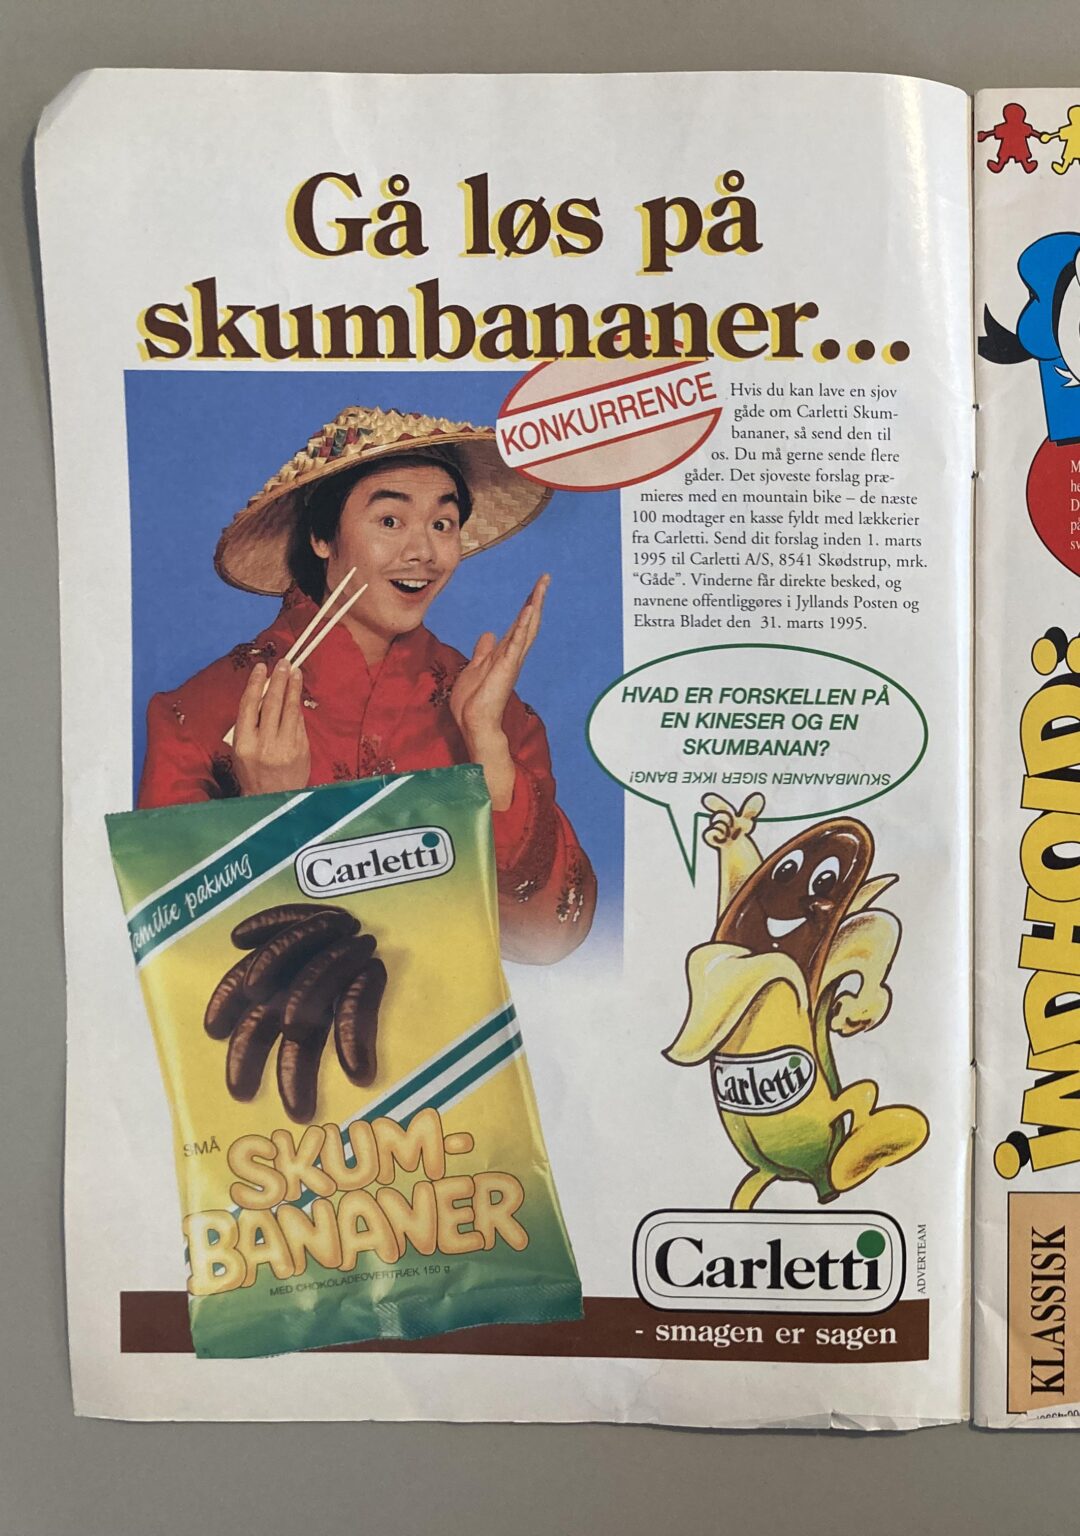 Gå løs på
skumbananer...
KONKURRENCE
Hvis du kan lave en sjov
gåde om Carletti Skum-
bananer, så send den til
os. Du må gerne sende flere
gåder. Det sjoveste forslag præ-
mieres med en mountain bike – de næste
100 modtager en kasse fyldt med lækkerier
fra Carletti. Send dit forslag inden 1. marts
1995 til Carletti A/S, 8541 Skødstrup, mrk.
“Gåde”. Vinderne får direkte besked, og
navnene offentliggøres i Jyllands Posten og
Ekstra Bladet den 31. marts 1995.
HVAD ER FORSKELLEN PÅ
EN KINESER OG EN
SKUMBANAN?
SKUMBANANEN SIGER IKKE BANG!
familie pakning
Carletti
SMÅ
SKUM-
BANANER
MED CHOKOLADEOVERTRÆK 150 g
Carletti
Carletti
- smagen er sagen
ADVERTEAM
INDHOLD:
KLASSISK